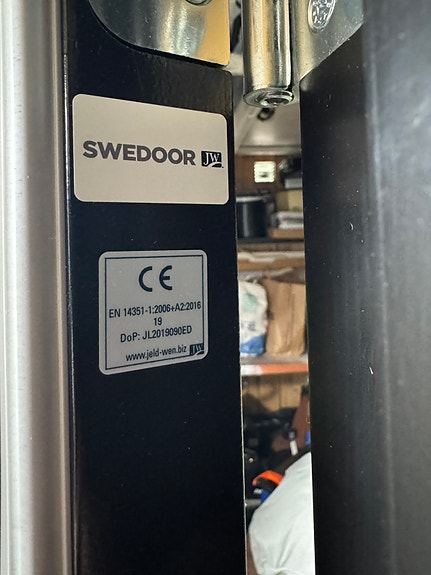 SWEDOOR JW
CE
EN 14351-1:2006+A2:2016
19
DoP: JL2019090ED
www.jeld-wen.biz JW